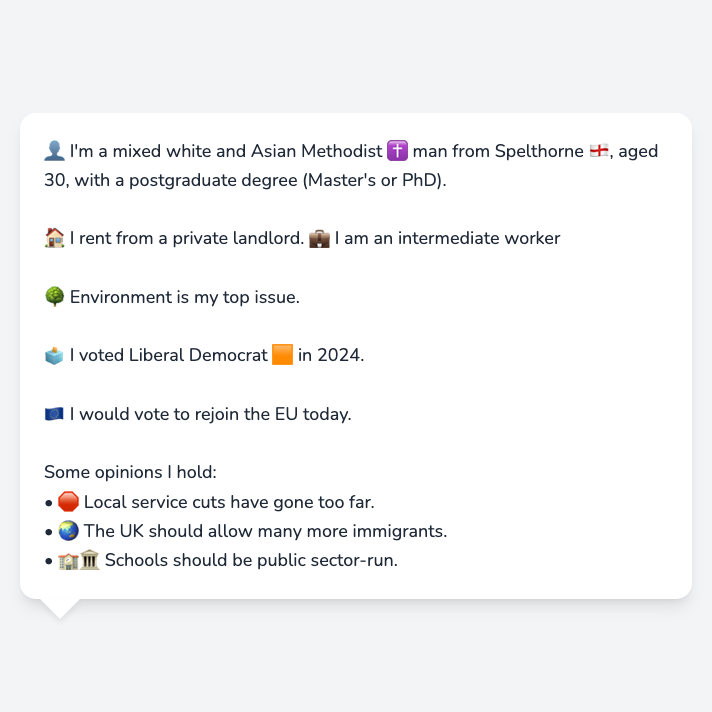 👤 I'm a mixed white and Asian Methodist ✝️ man from Spelthorne 🏴󠁧󠁢󠁥󠁮󠁧󠁿, aged
30, with a postgraduate degree (Master's or PhD).
🏠 I rent from a private landlord. 💼 I am an intermediate worker
🌳 Environment is my top issue.
🗳️ I voted Liberal Democrat 🟧 in 2024.
🇪🇺 I would vote to rejoin the EU today.
Some opinions I hold:
• 🛑 Local service cuts have gone too far.
• 🌏 The UK should allow many more immigrants.
• 🏫🏛️ Schools should be public sector-run.